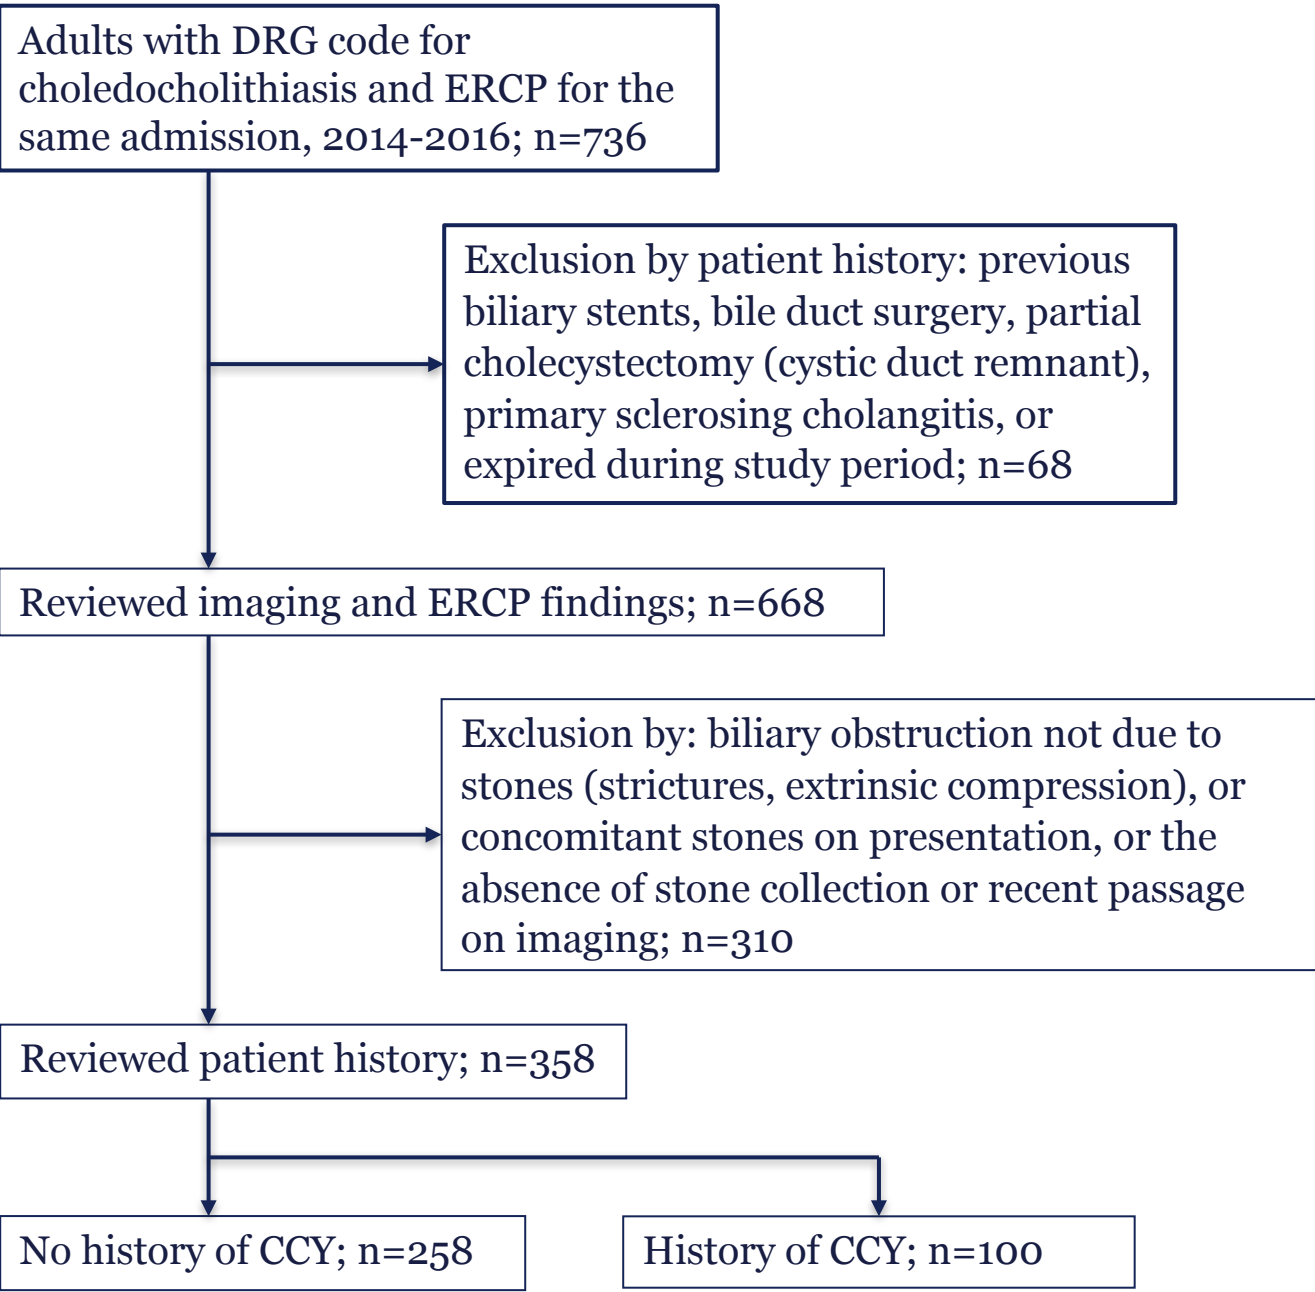 Adults with DRG code for
choledocholithiasis and ERCP for the
same admission, 2014-2016; n=736
Exclusion by patient history: previous
biliary stents, bile duct surgery, partial
cholecystectomy (cystic duct remnant),
primary sclerosing cholangitis, or
expired during study period; n=68
Reviewed imaging and ERCP findings; n=668
Exclusion by: biliary obstruction not due to
stones (strictures, extrinsic compression), or
concomitant stones on presentation, or the
absence of stone collection or recent passage
on imaging; n=310
Reviewed patient history; n=358
No history of CCY; n=258
History of CCY; n=100